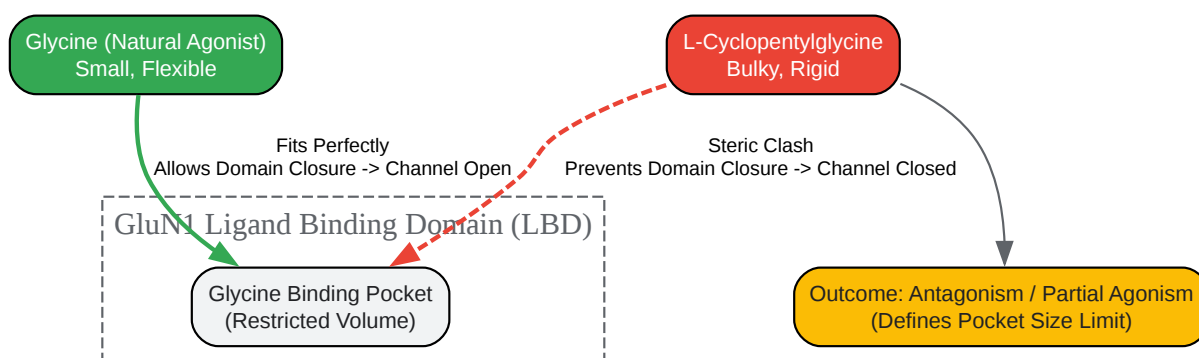 Glycine (Natural Agonist)
Small, Flexible
L-Cyclopentylglycine
Bulky, Rigid
Fits Perfectly
Allows Domain Closure -> Channel Open
Steric Clash
Prevents Domain Closure -> Channel Closed
GluN1 Ligand Binding Domain (LBD)
Glycine Binding Pocket
(Restricted Volume)
Outcome: Antagonism / Partial Agonism
(Defines Pocket Size Limit)